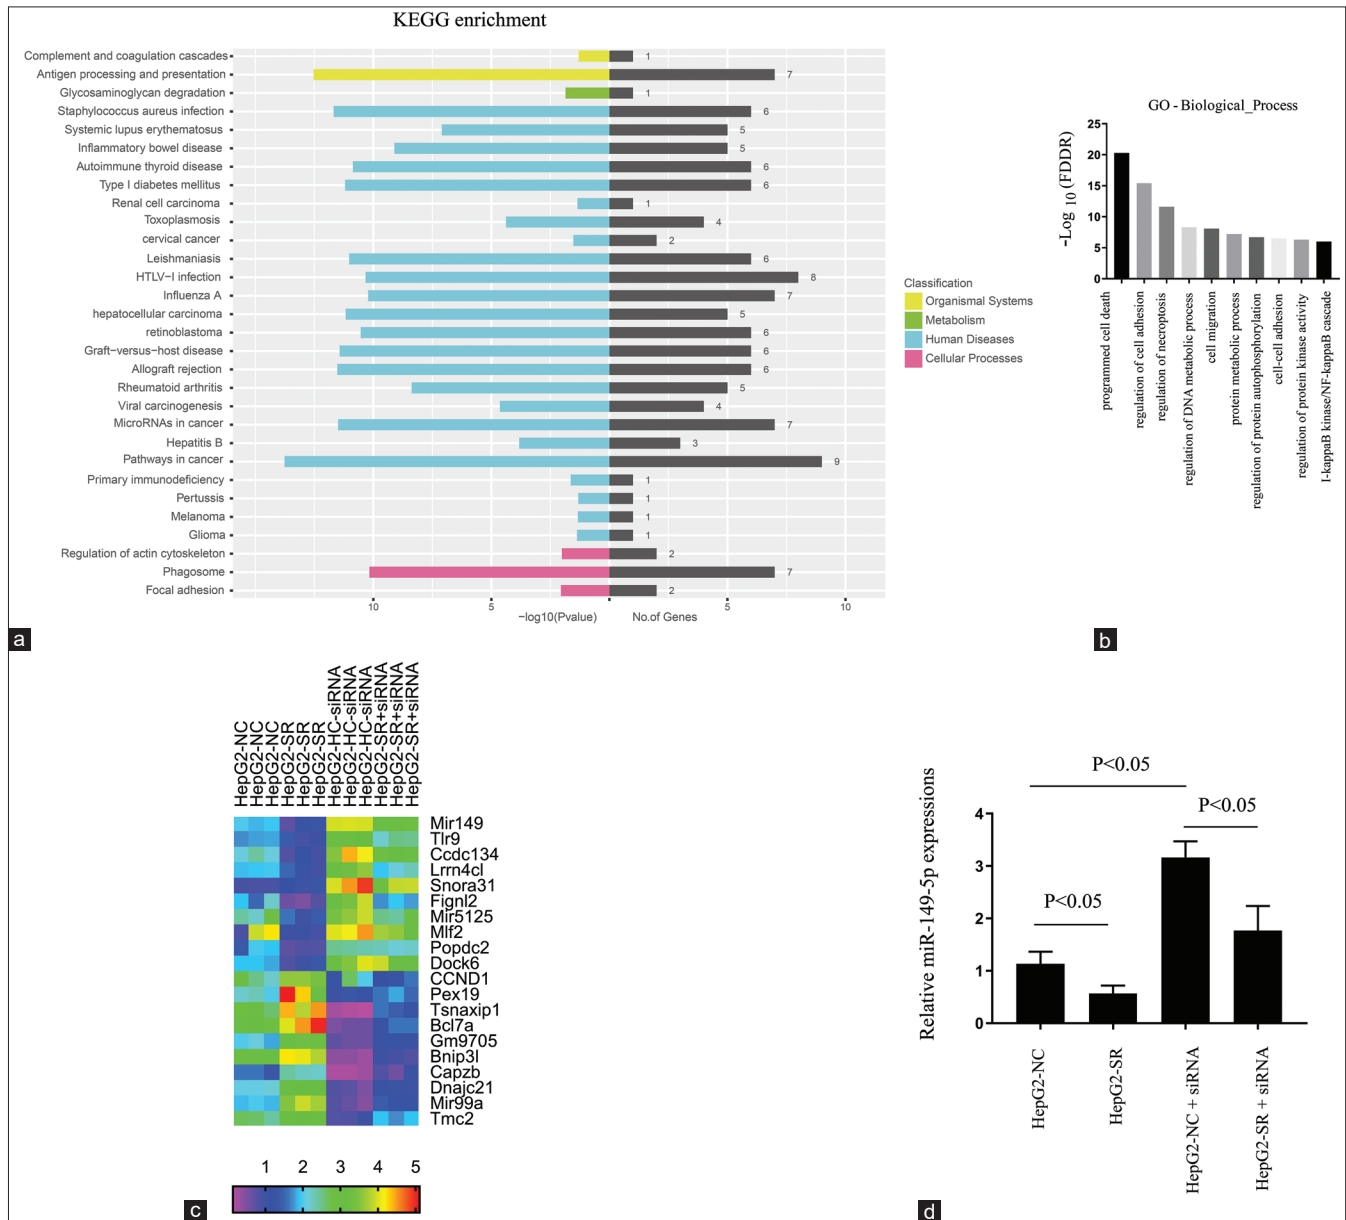 KEGG enrichment
Complement and coagulation cascades
1
Antigen processing and presentation
7
Glycosaminoglycan degradation
1
Staphylococcus aureus infection
6
Systemic lupus erythematosus
5
Inflammatory bowel disease
5
Autoimmune thyroid disease
6
Type I diabetes mellitus
6
Renal cell carcinoma
1
Toxoplasmosis
4
cervical cancer
2
Leishmaniasis
6
HTLV-I infection
8
Influenza A
7
hepatocellular carcinoma
5
retinoblastoma
6
Graft-versus-host disease
6
Allograft rejection
6
Rheumatoid arthritis
5
Viral carcinogenesis
4
MicroRNAs in cancer
7
Hepatitis B
3
Pathways in cancer
9
Primary immunodeficiency
1
Pertussis
1
Melanoma
1
Glioma
1
Regulation of actin cytoskeleton
2
Phagosome
7
Focal adhesion
2
10 5 5 10
−log10(Pvalue) No.of Genes
Classification
Organismal Systems
Metabolism
Human Diseases
Cellular Processes
a
GO - Biological_Process
-Log 10 (FDDR)
25
20
15
10
5
0
programmed cell death
regulation of cell adhesion
regulation of necroptosis
regulation of DNA metabolic process
cell migration
protein metabolic process
regulation of protein autophosphorylation
cell-cell adhesion
regulation of protein kinase activity
I-kappaB kinase/NF-kappaB cascade
b
HepG2-NC
HepG2-NC
HepG2-NC
HepG2-SR
HepG2-SR
HepG2-SR
HepG2-HC-siRNA
HepG2-HC-siRNA
HepG2-HC-siRNA
HepG2-SR+siRNA
HepG2-SR+siRNA
HepG2-SR+siRNA
Mir149
Tlr9
Ccdc134
Lrrn4cl
Snora31
Fignl2
Mir5125
Mlf2
Popdc2
Dock6
CCND1
Pex19
Tsnaxip1
Bcl7a
Gm9705
Bnip3l
Capzb
Dnajc21
Mir99a
Tmc2
1 2 3 4 5
c
Relative miR-149-5p expressions
4
3
2
1
0
P<0.05
P<0.05
P<0.05
HepG2-NC
HepG2-SR
HepG2-NC + siRNA
HepG2-SR + siRNA
d